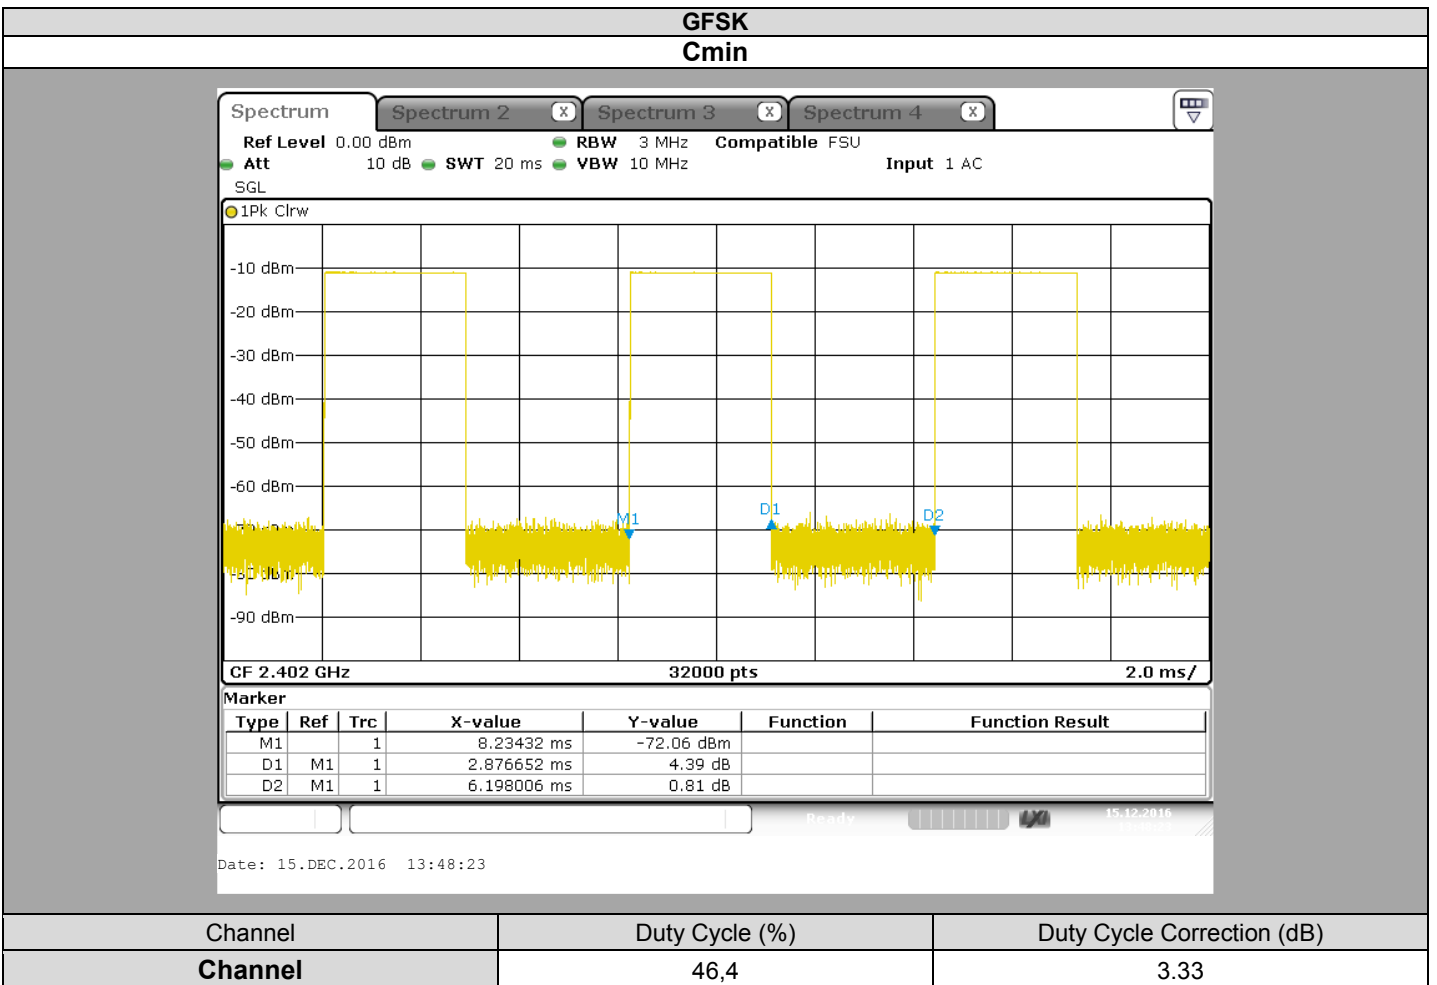 GFSK
Cmin
Spectrum Spectrum 2 X Spectrum 3 X Spectrum 4 X
Ref Level 0.00 dBm RBW 3 MHz Compatible FSU
Att 10 dB SWT 20 ms VBW 10 MHz Input 1 AC
SGL
1Pk Clrw
-10 dBm
-20 dBm
-30 dBm
-40 dBm
-50 dBm
-60 dBm
D1
M1 D2
-90 dBm
CF 2.402 GHz 32000 pts 2.0 ms/
Marker
Type Ref Trc X-value Y-value Function Function Result
M1 1 8.23432 ms -72.06 dBm
D1 M1 1 2.876652 ms 4.39 dB
D2 M1 1 6.198006 ms 0.81 dB
Ready LXI 15.12.2016
Date: 15.DEC.2016 13:48:23
Channel Duty Cycle (%) Duty Cycle Correction (dB)
Channel 46,4 3.33